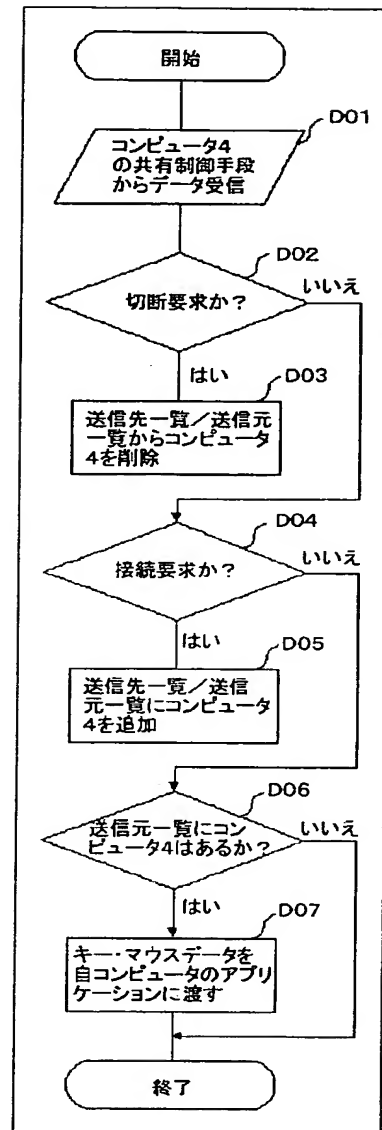 開始
D01
コンピュータ4
の共有制御手段
からデータ受信
D02
切断要求か?
いいえ
はい
D03
送信先一覧/送信元
一覧からコンピュータ
4を削除
D04
接続要求か?
いいえ
はい
D05
送信先一覧/送信
元一覧にコンピュータ
4を追加
D06
送信元一覧にコン
ピュータ4はあるか?
いいえ
はい
D07
キー・マウスデータを
自コンピュータのアプリ
ケーションに渡す
終了